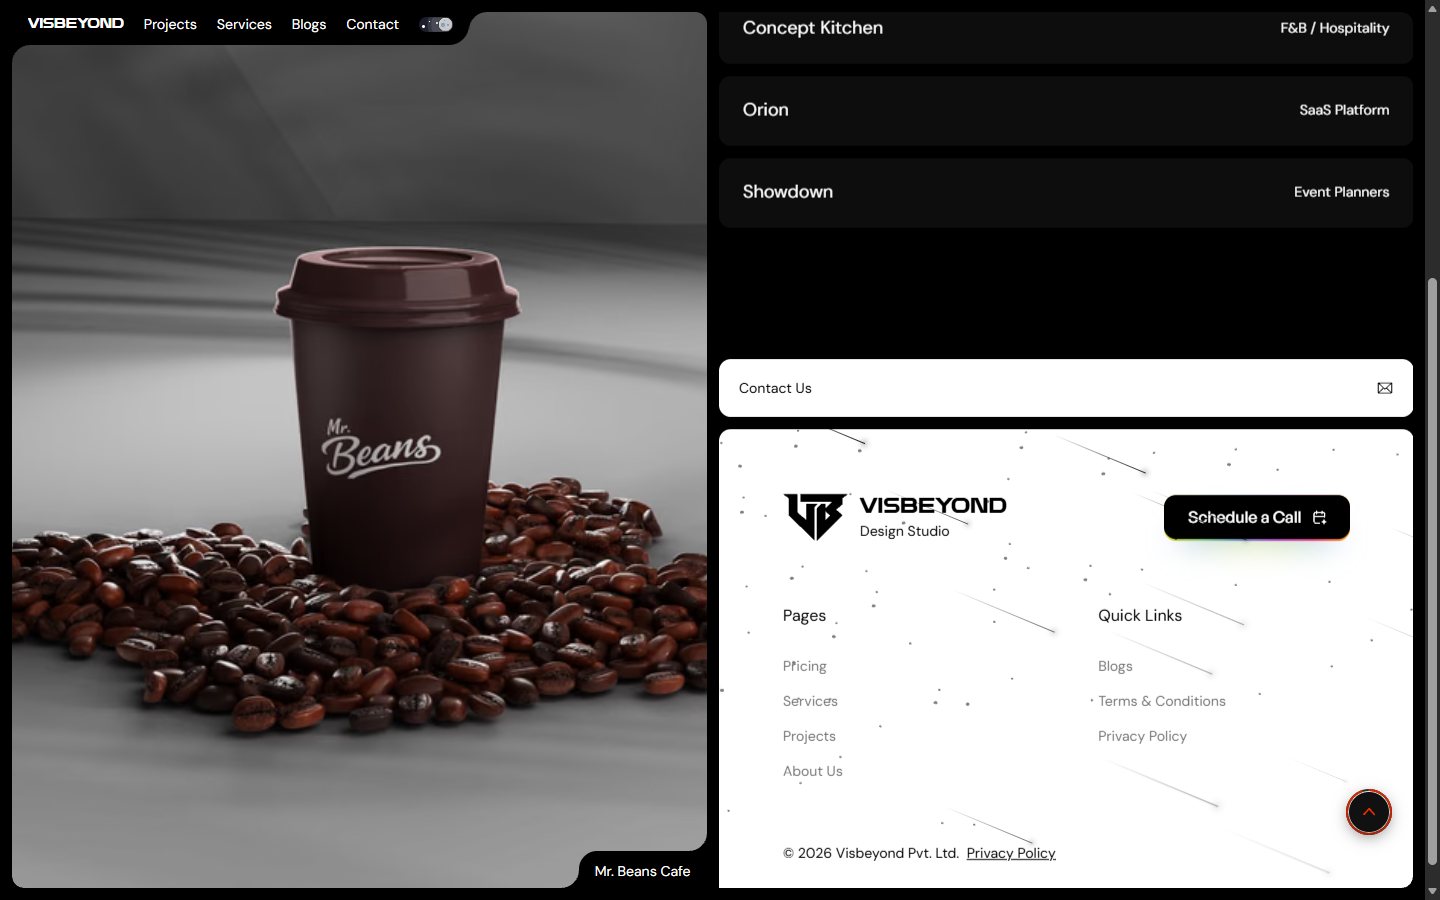 VISBEYOND Projects Services Blogs Contact
Mr.
Beans
Mr. Beans Cafe
Concept Kitchen F&B / Hospitality
Orion SaaS Platform
Showdown Event Planners
Contact Us
VISBEYOND
Design Studio
Schedule a Call
Pages
Pricing
Services
Projects
About Us
Quick Links
Blogs
Terms & Conditions
Privacy Policy
© 2026 Visbeyond Pvt. Ltd. Privacy Policy